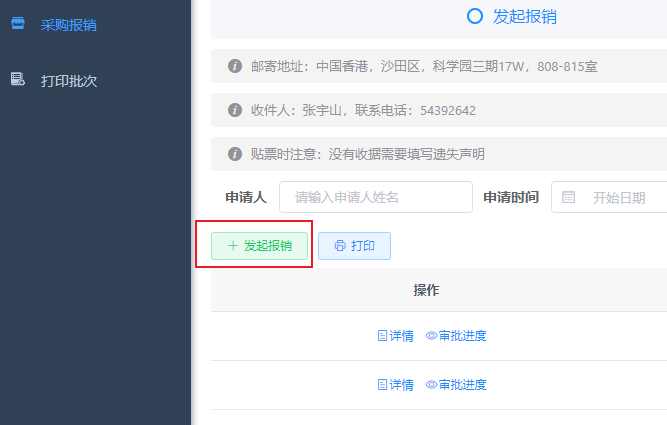 采购报销
打印批次
发起报销
邮寄地址：中国香港，沙田区，科学园三期17W，808-815室
收件人：张宇山，联系电话：54392642
贴票时注意：没有收据需要填写遗失声明
申请人 请输入申请人姓名 申请时间 开始日期
发起报销 打印
操作
详情 审批进度
详情 审批进度